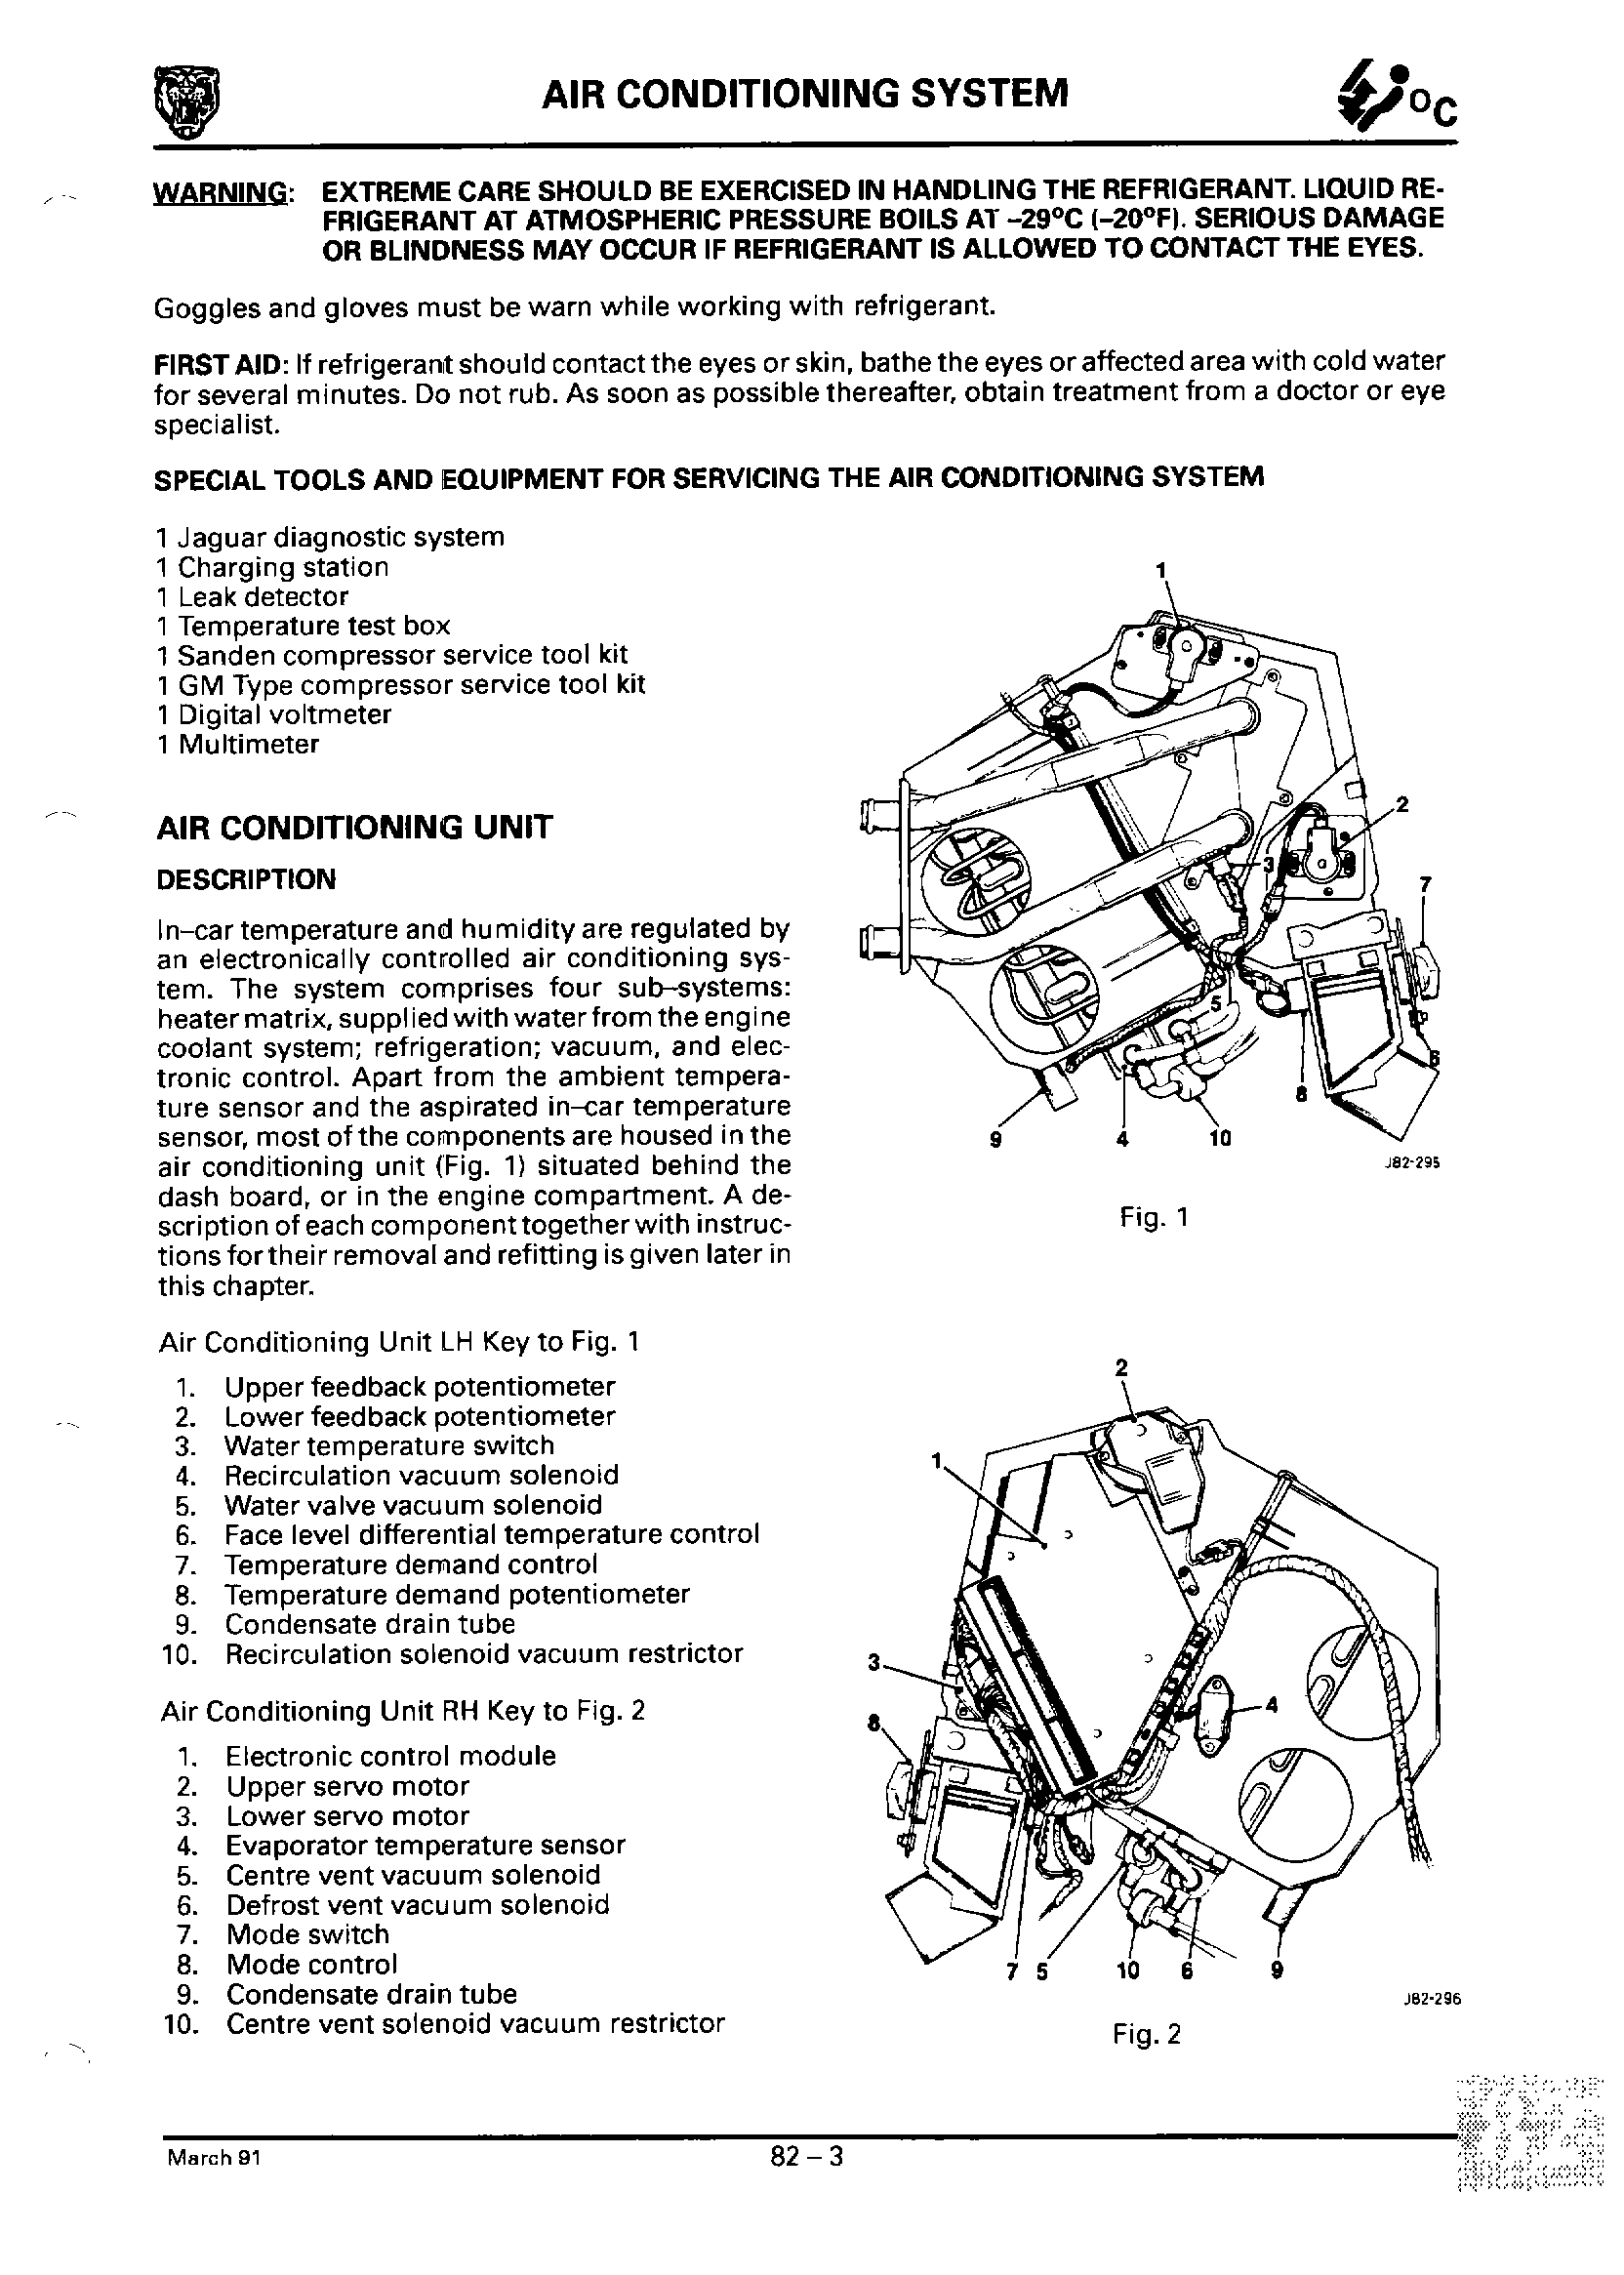 AIR CONDITIONING SYSTEM
°C
WARNING: EXTREME CARE SHOULD BE EXERCISED IN HANDLING THE REFRIGERANT. LIQUID RE-
FRIGERANT AT ATMOSPHERIC PRESSURE BOILS AT –29°C (–20°F). SERIOUS DAMAGE
OR BLINDNESS MAY OCCUR IF REFRIGERANT IS ALLOWED TO CONTACT THE EYES.
Goggles and gloves must be warn while working with refrigerant.
FIRST AID: If refrigerant should contact the eyes or skin, bathe the eyes or affected area with cold water
for several minutes. Do not rub. As soon as possible thereafter, obtain treatment from a doctor or eye
specialist.
SPECIAL TOOLS AND EQUIPMENT FOR SERVICING THE AIR CONDITIONING SYSTEM
1 Jaguar diagnostic system
1 Charging station
1 Leak detector
1 Temperature test box
1 Sanden compressor service tool kit
1 GM Type compressor service tool kit
1 Digital voltmeter
1 Multimeter
AIR CONDITIONING UNIT
DESCRIPTION
In–car temperature and humidity are regulated by
an electronically controlled air conditioning sys-
tem. The system comprises four sub–systems:
heater matrix, supplied with water from the engine
coolant system; refrigeration; vacuum, and elec-
tronic control. Apart from the ambient tempera-
ture sensor and the aspirated in–car temperature
sensor, most of the components are housed in the
air conditioning unit (Fig. 1) situated behind the
dash board, or in the engine compartment. A de-
scription of each component together with instruc-
tions for their removal and refitting is given later in
this chapter.
Air Conditioning Unit LH Key to Fig. 1
1. Upper feedback potentiometer
2. Lower feedback potentiometer
3. Water temperature switch
4. Recirculation vacuum solenoid
5. Water valve vacuum solenoid
6. Face level differential temperature control
7. Temperature demand control
8. Temperature demand potentiometer
9. Condensate drain tube
10. Recirculation solenoid vacuum restrictor
Air Conditioning Unit RH Key to Fig. 2
1. Electronic control module
2. Upper servo motor
3. Lower servo motor
4. Evaporator temperature sensor
5. Centre vent vacuum solenoid
6. Defrost vent vacuum solenoid
7. Mode switch
8. Mode control
9. Condensate drain tube
10. Centre vent solenoid vacuum restrictor
1
2
3
7
5
6
8
9
4
10
J82-295
Fig. 1
2
1
3
4
8
7
5
10
6
9
J82-296
Fig. 2
March 91
82 – 3